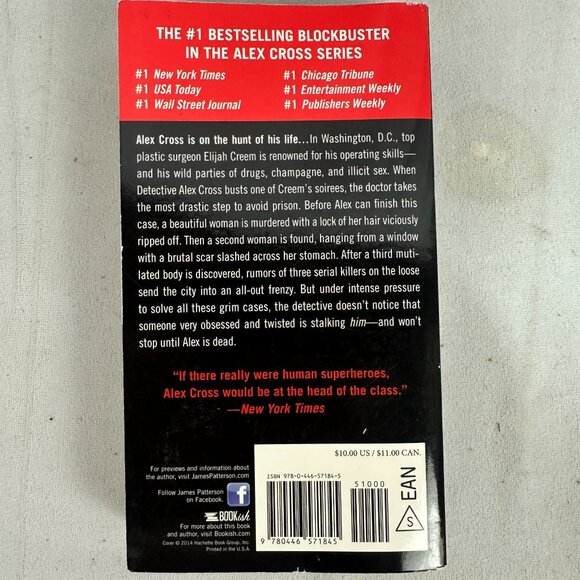 THE #1 BESTSELLING BLOCKBUSTER
IN THE ALEX CROSS SERIES
#1 New York Times
#1 USA Today
#1 Wall Street Journal
#1 Chicago Tribune
#1 Entertainment Weekly
#1 Publishers Weekly
Alex Cross is on the hunt of his life...In Washington, D.C., top
plastic surgeon Elijah Creem is renowned for his operating skills—
and his wild parties of drugs, champagne, and illicit sex. When
Detective Alex Cross busts one of Creem's soirees, the doctor takes
the most drastic step to avoid prison. Before Alex can finish this
case, a beautiful woman is murdered with a lock of her hair viciously
ripped off. Then a second woman is found, hanging from a window
with a brutal scar slashed across her stomach. After a third muti-
lated body is discovered, rumors of three serial killers on the loose
send the city into an all-out frenzy. But under intense pressure
to solve all these grim cases, the detective doesn't notice that
someone very obsessed and twisted is stalking him—and won't
stop until Alex is dead.
"If there really were human superheroes,
Alex Cross would be at the head of the class."
—New York Times
For previews and information about
the author, visit JamesPatterson.com.
Follow James Patterson
on Facebook.
f
BOOKish
For more about this book
and author, visit Bookish.com
Cover © 2014 Hachette Book Group, Inc.
Printed in the U.S.A.
$10.00 US / $11.00 CAN.
ISBN 978-0-446-57184-5
51000
9 780446 571845
S EAN